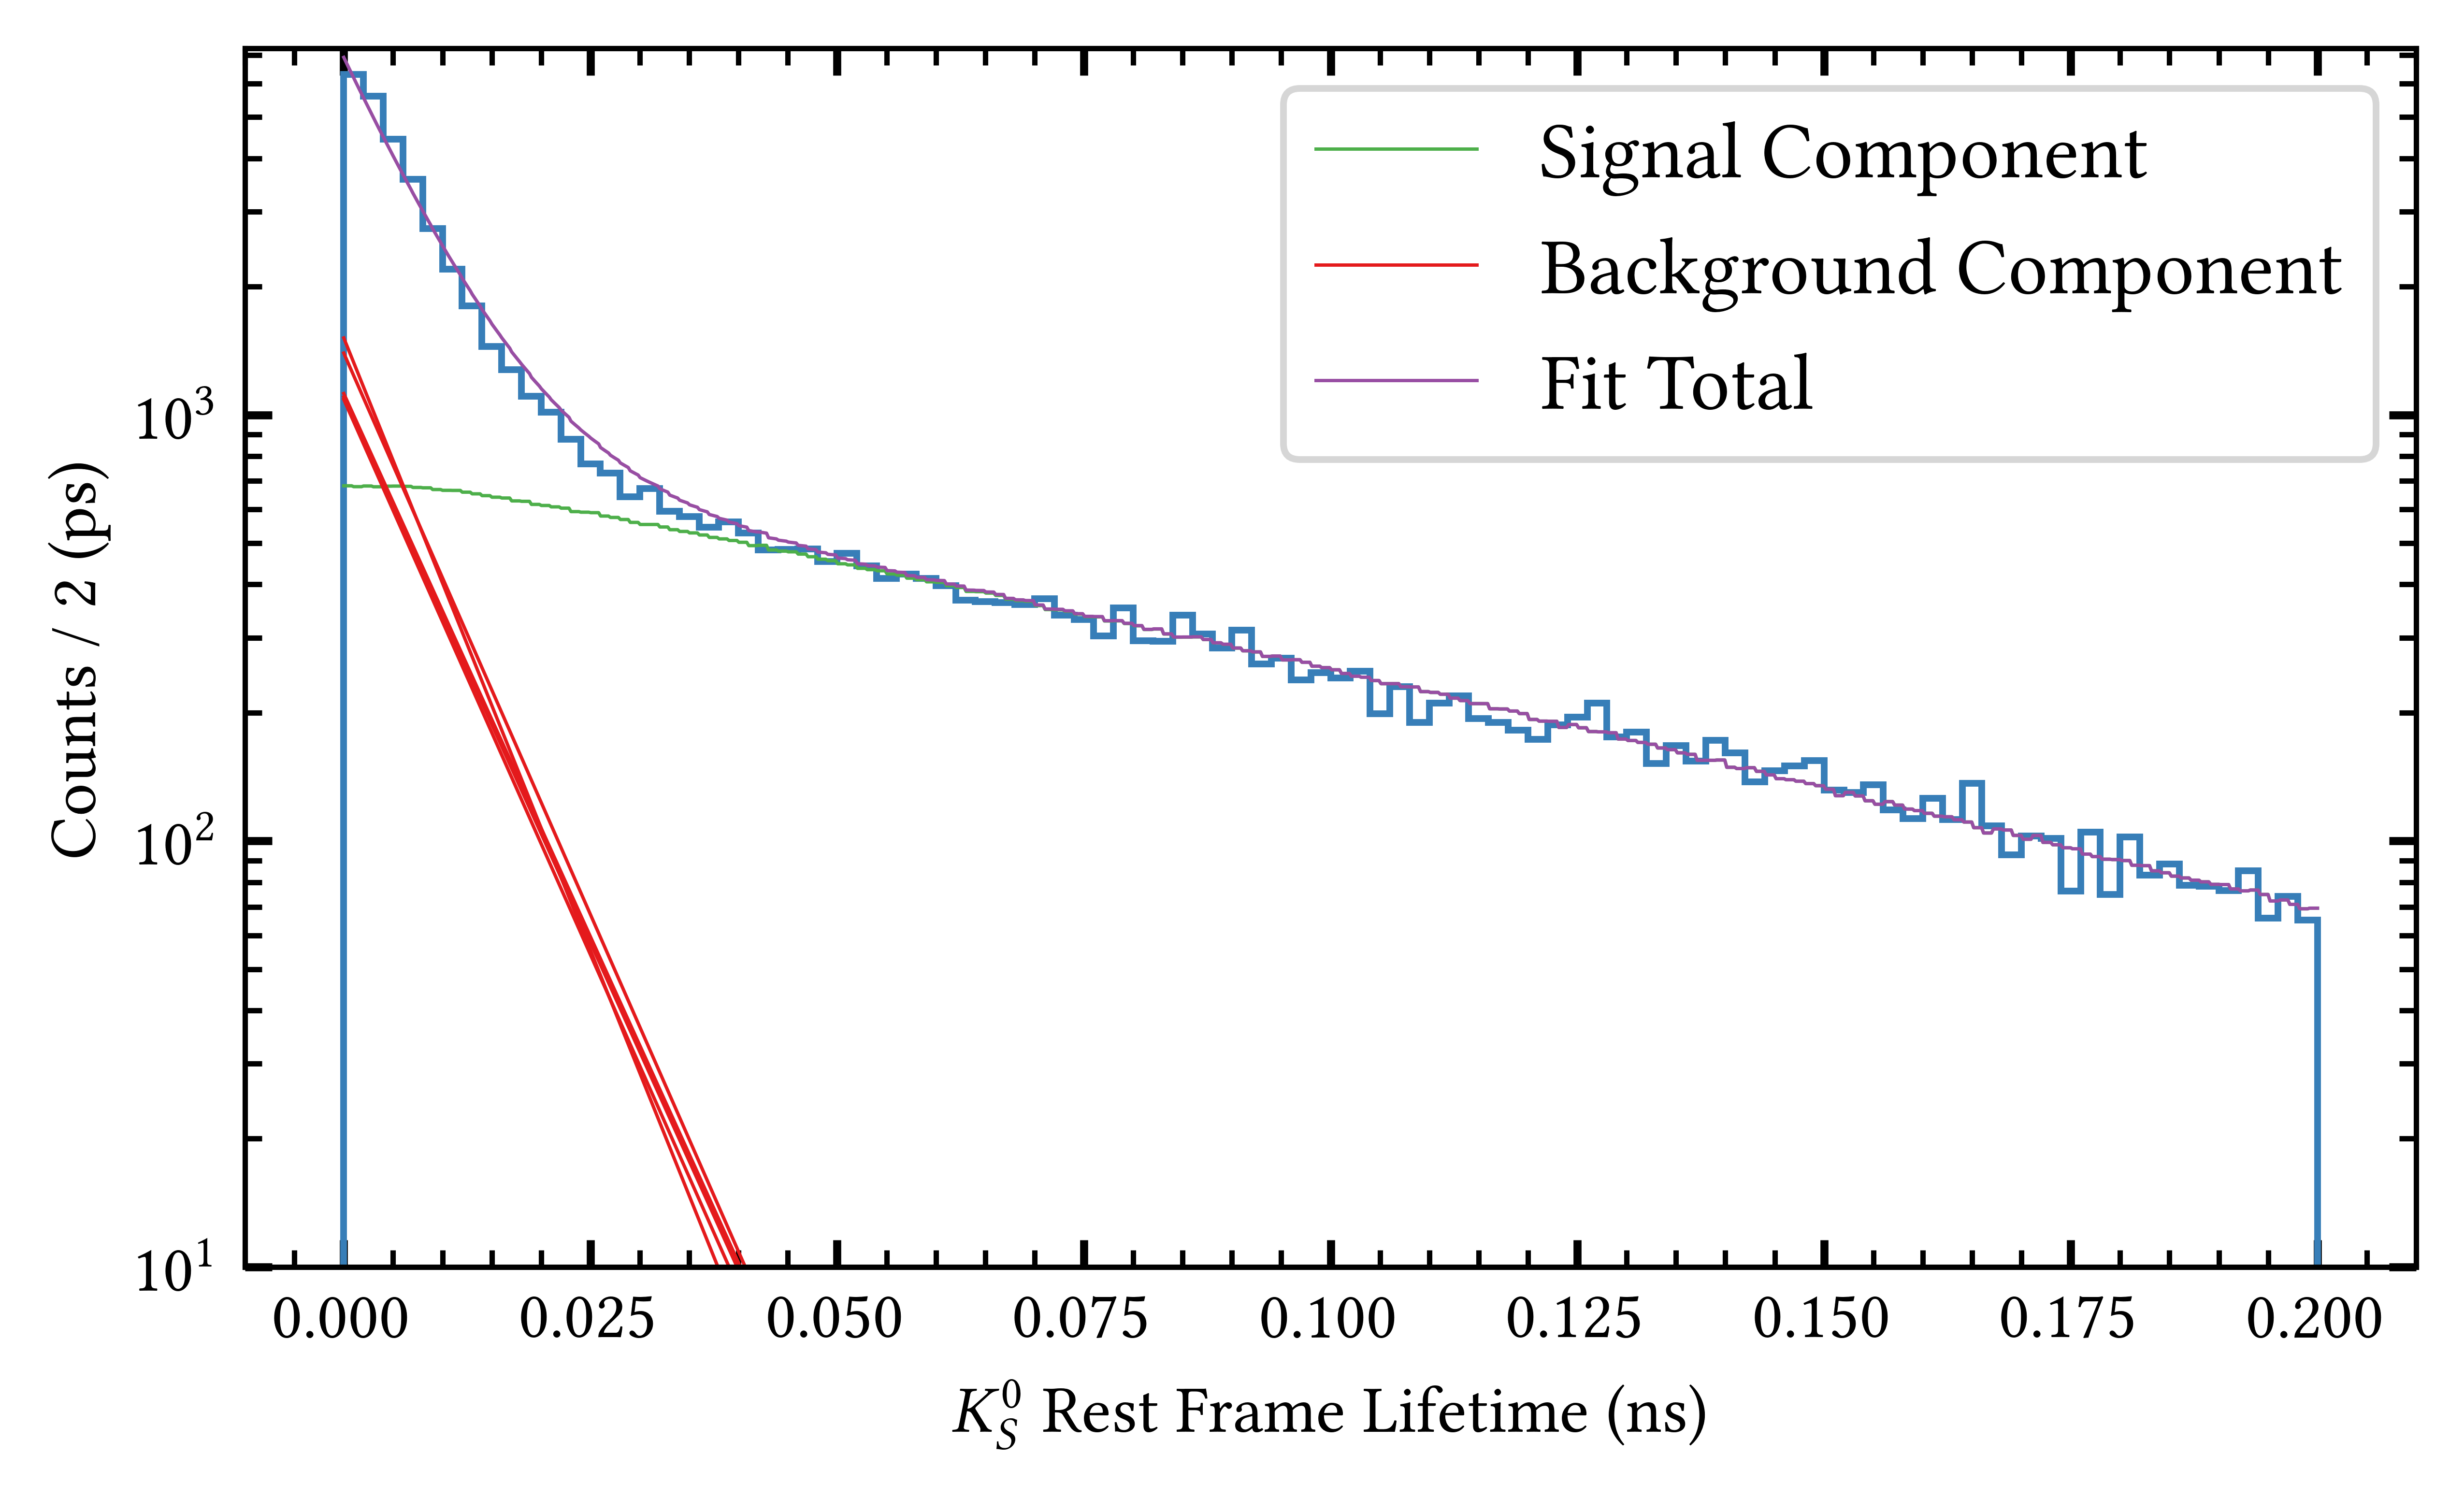 Counts / 2 (ps)
10³
10²
10¹
Signal Component
Background Component
Fit Total
0.000 0.025 0.050 0.075 0.100 0.125 0.150 0.175 0.200
K⁰_S Rest Frame Lifetime (ns)